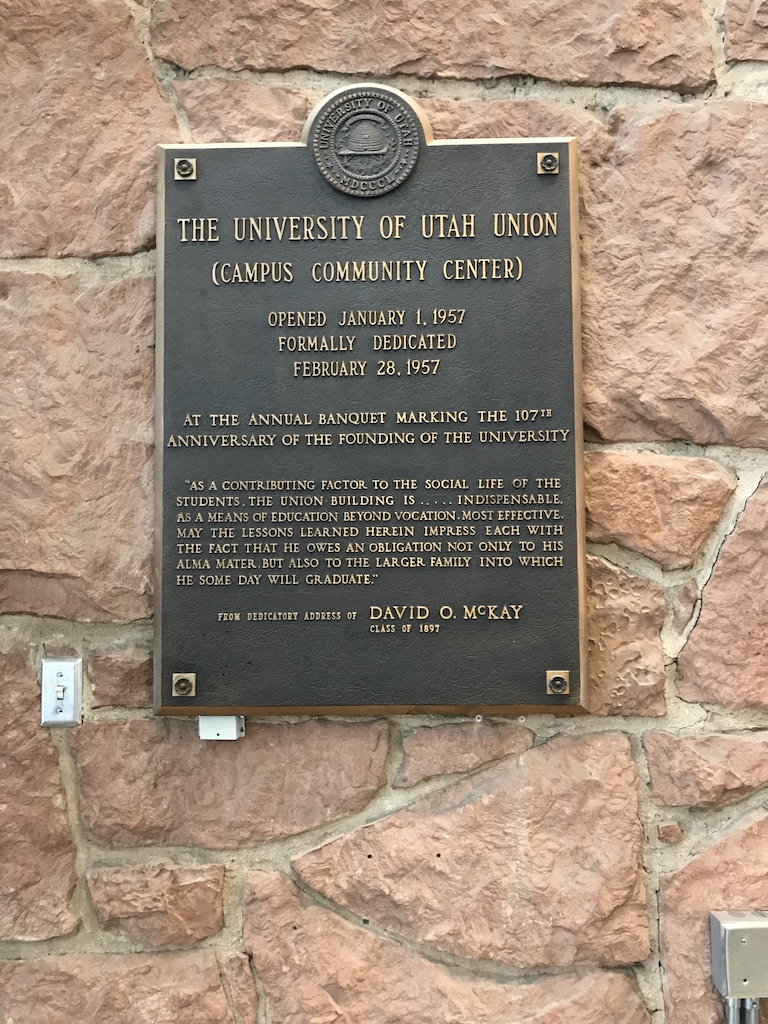 UNIVERSITY OF UTAH
MDCCCL
THE UNIVERSITY OF UTAH UNION
(CAMPUS COMMUNITY CENTER)
OPENED JANUARY 1, 1957
FORMALLY DEDICATED
FEBRUARY 28, 1957
AT THE ANNUAL BANQUET MARKING THE 107TH
ANNIVERSARY OF THE FOUNDING OF THE UNIVERSITY
"AS A CONTRIBUTING FACTOR TO THE SOCIAL LIFE OF THE
STUDENTS, THE UNION BUILDING IS ..... INDISPENSABLE,
AS A MEANS OF EDUCATION BEYOND VOCATION, MOST EFFECTIVE.
MAY THE LESSONS LEARNED HEREIN IMPRESS EACH WITH
THE FACT THAT HE OWES AN OBLIGATION NOT ONLY TO HIS
ALMA MATER, BUT ALSO TO THE LARGER FAMILY INTO WHICH
HE SOME DAY WILL GRADUATE."
FROM DEDICATORY ADDRESS OF DAVID O. McKAY
CLASS OF 1897